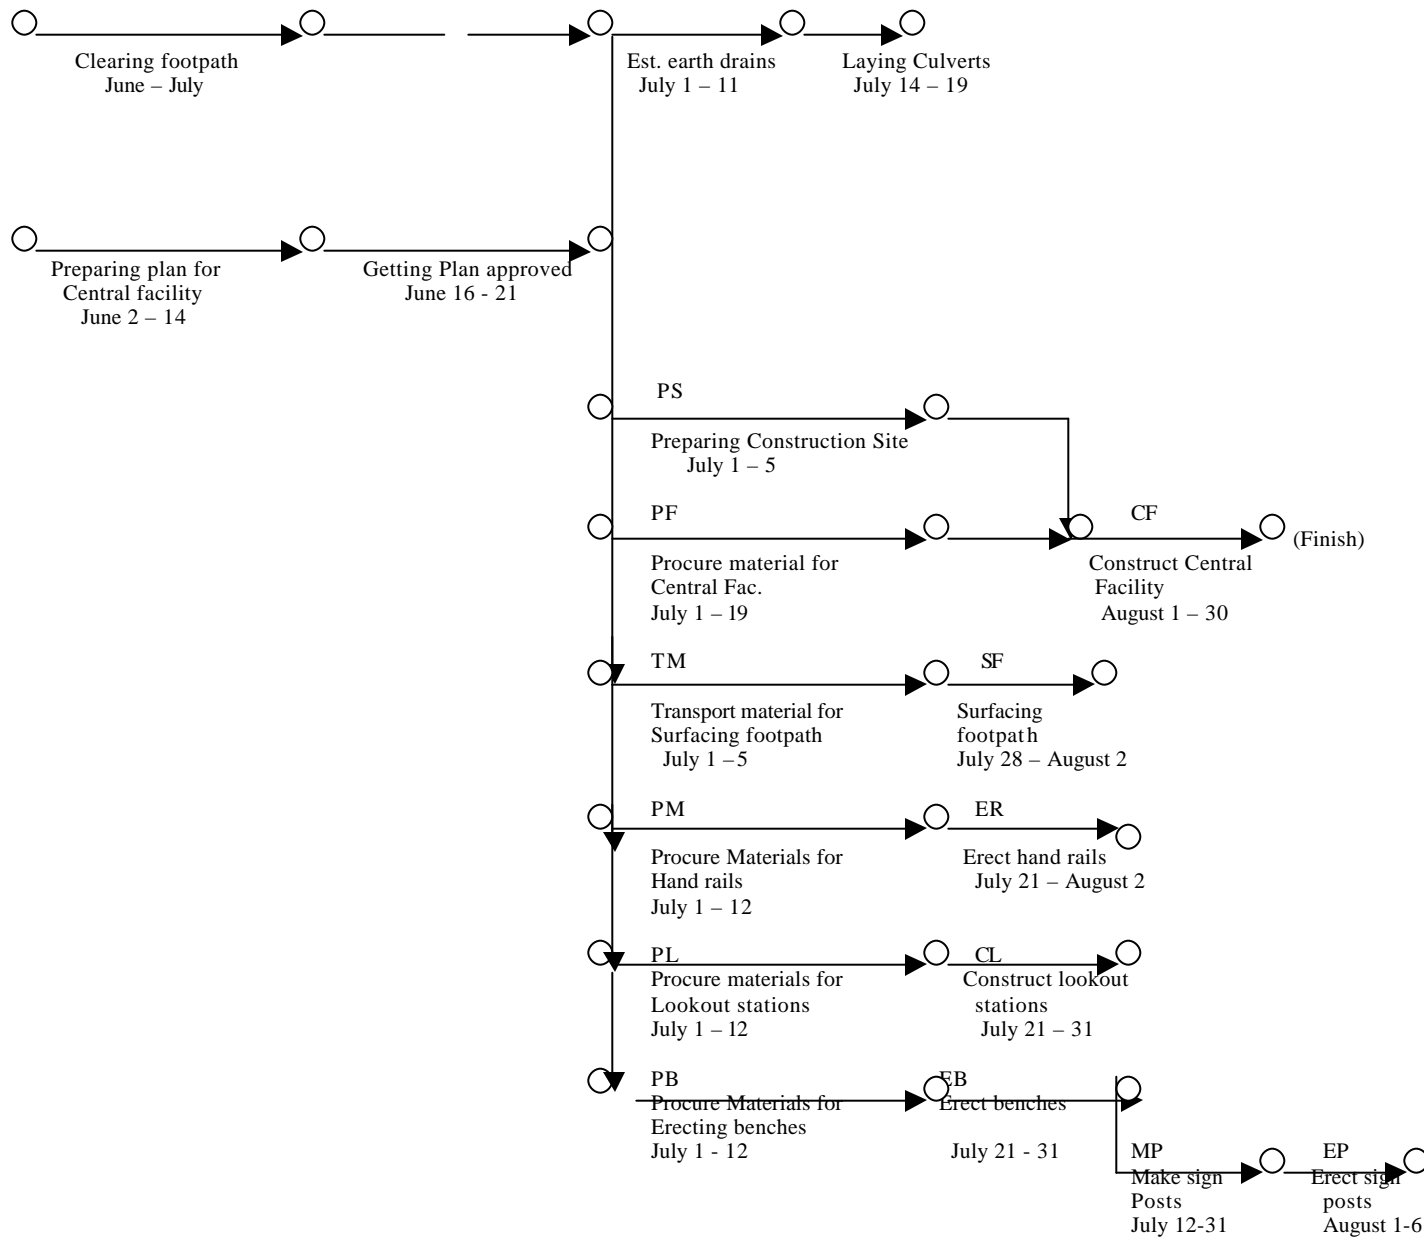 Clearing footpath
June – July
Est. earth drains
July 1 – 11
Laying Culverts
July 14 – 19
Preparing plan for
Central facility
June 2 – 14
Getting Plan approved
June 16 - 21
PS
Preparing Construction Site
July 1 – 5
PF
Procure material for
Central Fac.
July 1 – 19
CF
(Finish)
Construct Central
Facility
August 1 – 30
TM
Transport material for
Surfacing footpath
July 1 –5
SF
Surfacing
footpath
July 28 – August 2
PM
Procure Materials for
Hand rails
July 1 – 12
ER
Erect hand rails
July 21 – August 2
PL
Procure materials for
Lookout stations
July 1 – 12
CL
Construct lookout
stations
July 21 – 31
PB
Procure Materials for
Erecting benches
July 1 - 12
EB
Erect benches
July 21 - 31
MP
Make sign
Posts
July 12-31
EP
Erect sign
posts
August 1-6